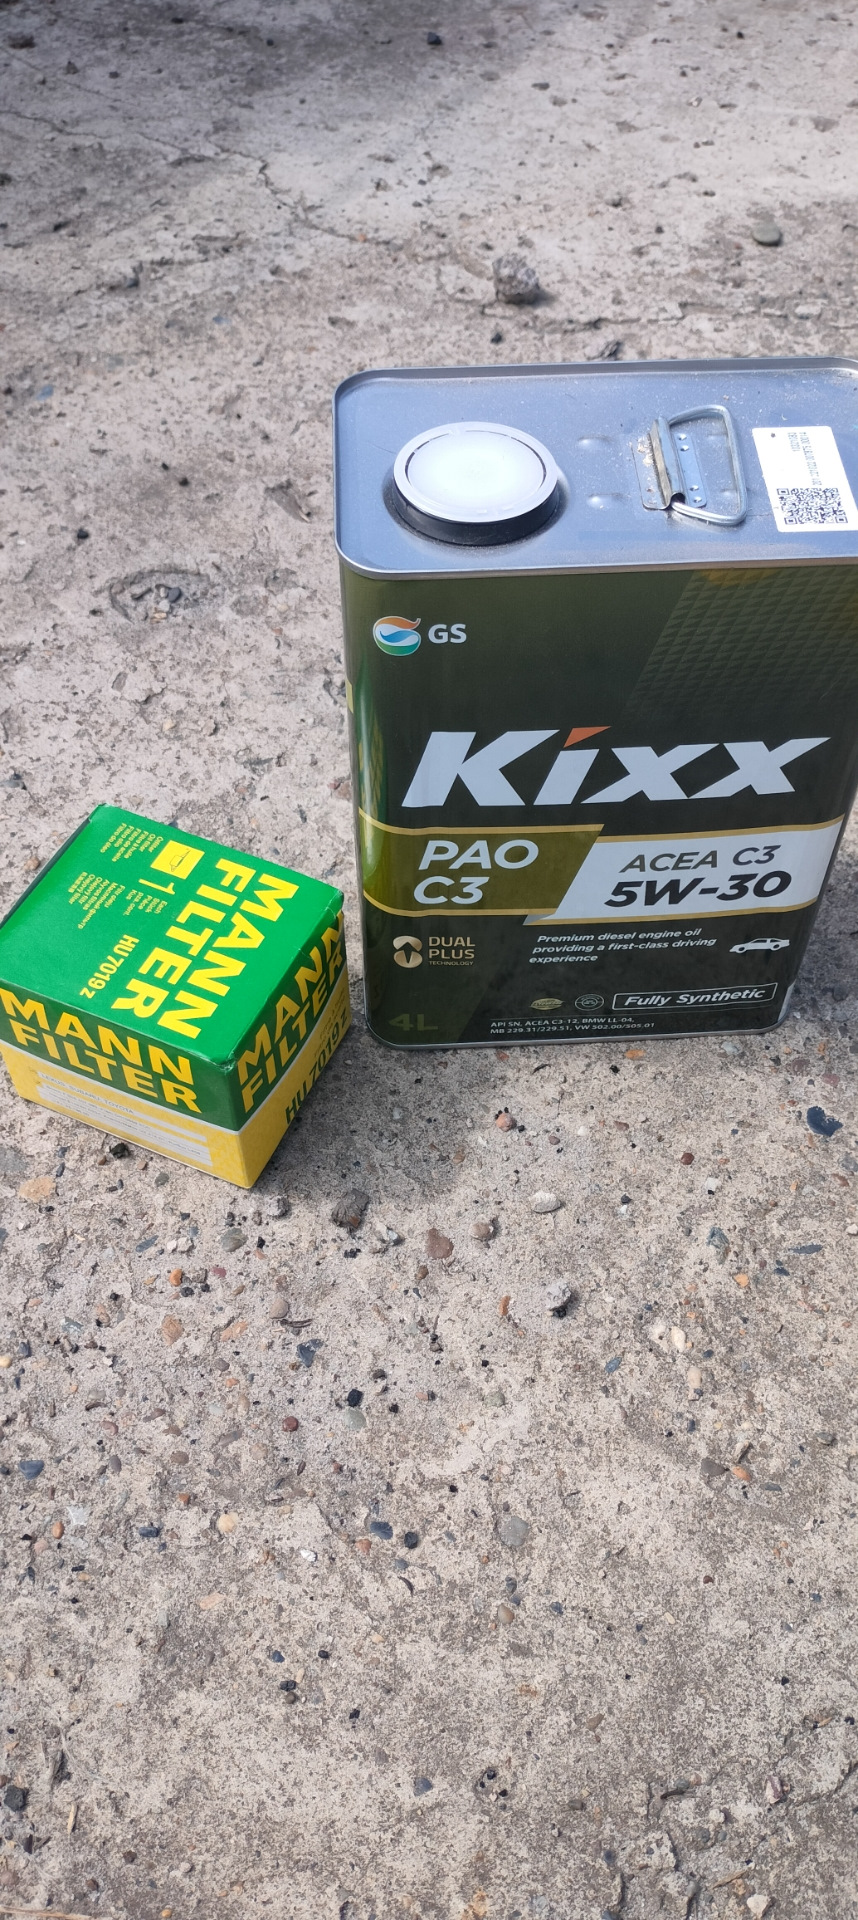 GS
Kixx
PAO
C3
ACEA C3
5W-30
DUAL
PLUS
TECHNOLOGY
Premium diesel engine oil
providing a first-class driving
experience
Fully Synthetic
4L
API SN, ACEA C3-12, BMW LL-04,
MB 229.31/229.51, VW 502.00/505.01
MANN
FILTER
HU 7019 z
1
MANN
FILTER
MANN
FILTER
HU 7019 z